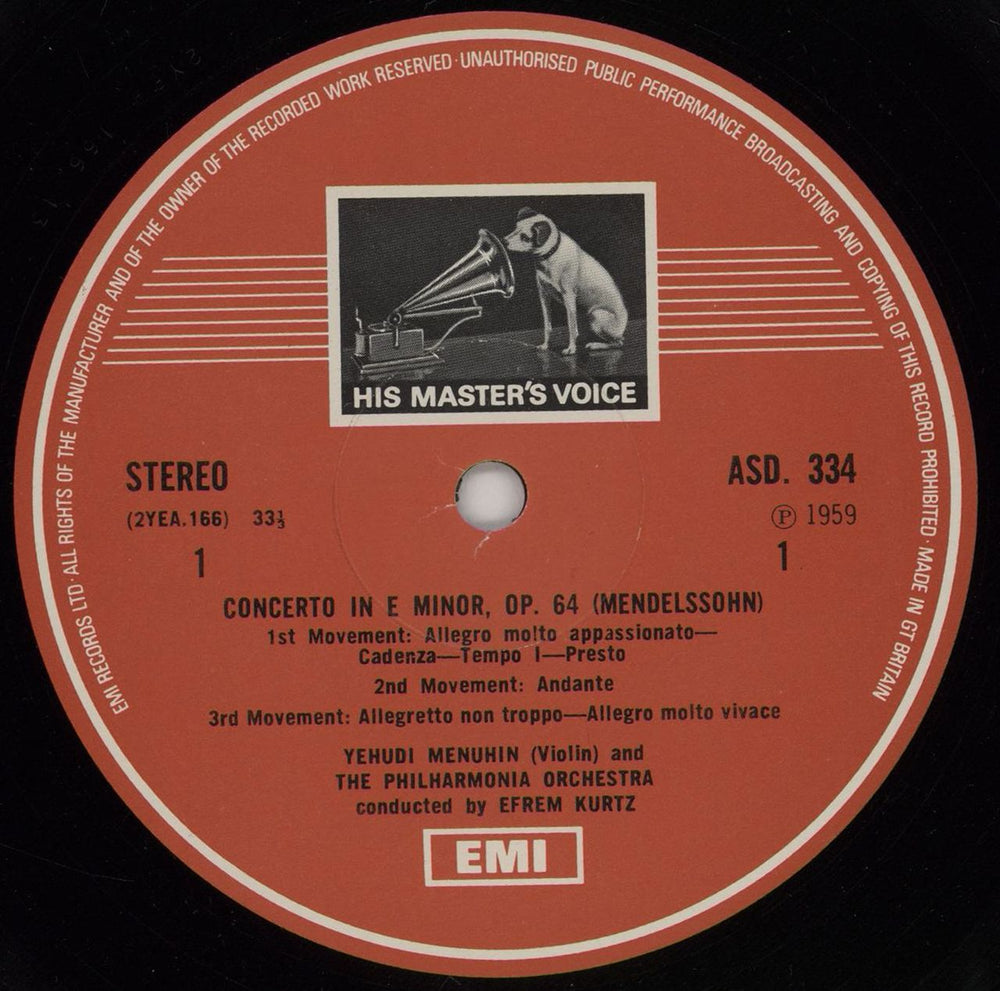 EMI RECORDS LTD·ALL RIGHTS OF THE MANUFACTURER AND OF THE OWNER OF THE RECORDED WORK RESERVED·UNAUTHORISED PUBLIC PERFORMANCE BROADCASTING AND COPYING OF THIS RECORD PROHIBITED·MADE IN GT BRITAIN
HIS MASTER'S VOICE
STEREO
(2YEA.166) 33⅓
1
ASD. 334
Ⓟ 1959
1
CONCERTO IN E MINOR, OP. 64 (MENDELSSOHN)
1st Movement: Allegro molto appassionato—
Cadenza—Tempo I—Presto
2nd Movement: Andante
3rd Movement: Allegretto non troppo—Allegro molto vivace
YEHUDI MENUHIN (Violin) and
THE PHILHARMONIA ORCHESTRA
conducted by EFREM KURTZ
EMI